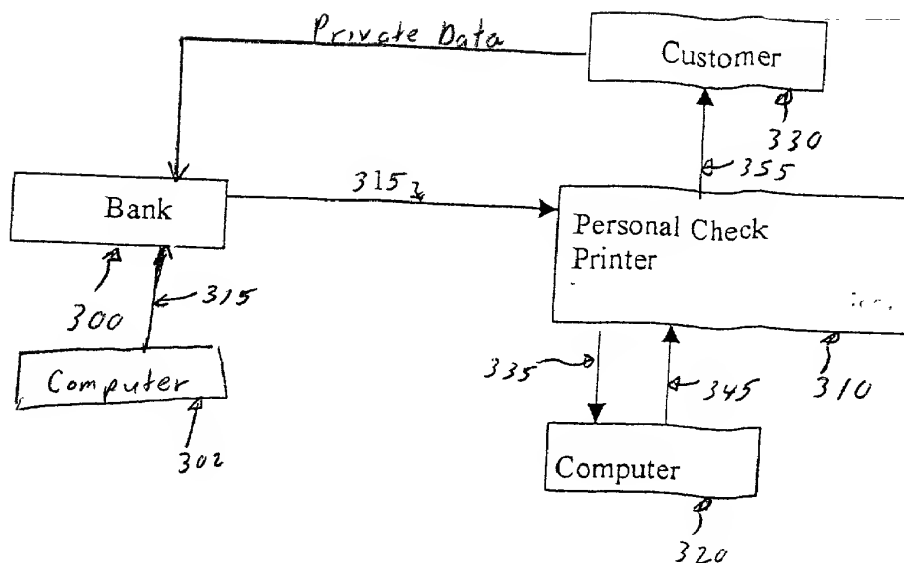 Private Data
Customer
330
355
315
Bank
Personal Check
Printer
300
315
Computer
302
335
345
310
Computer
320